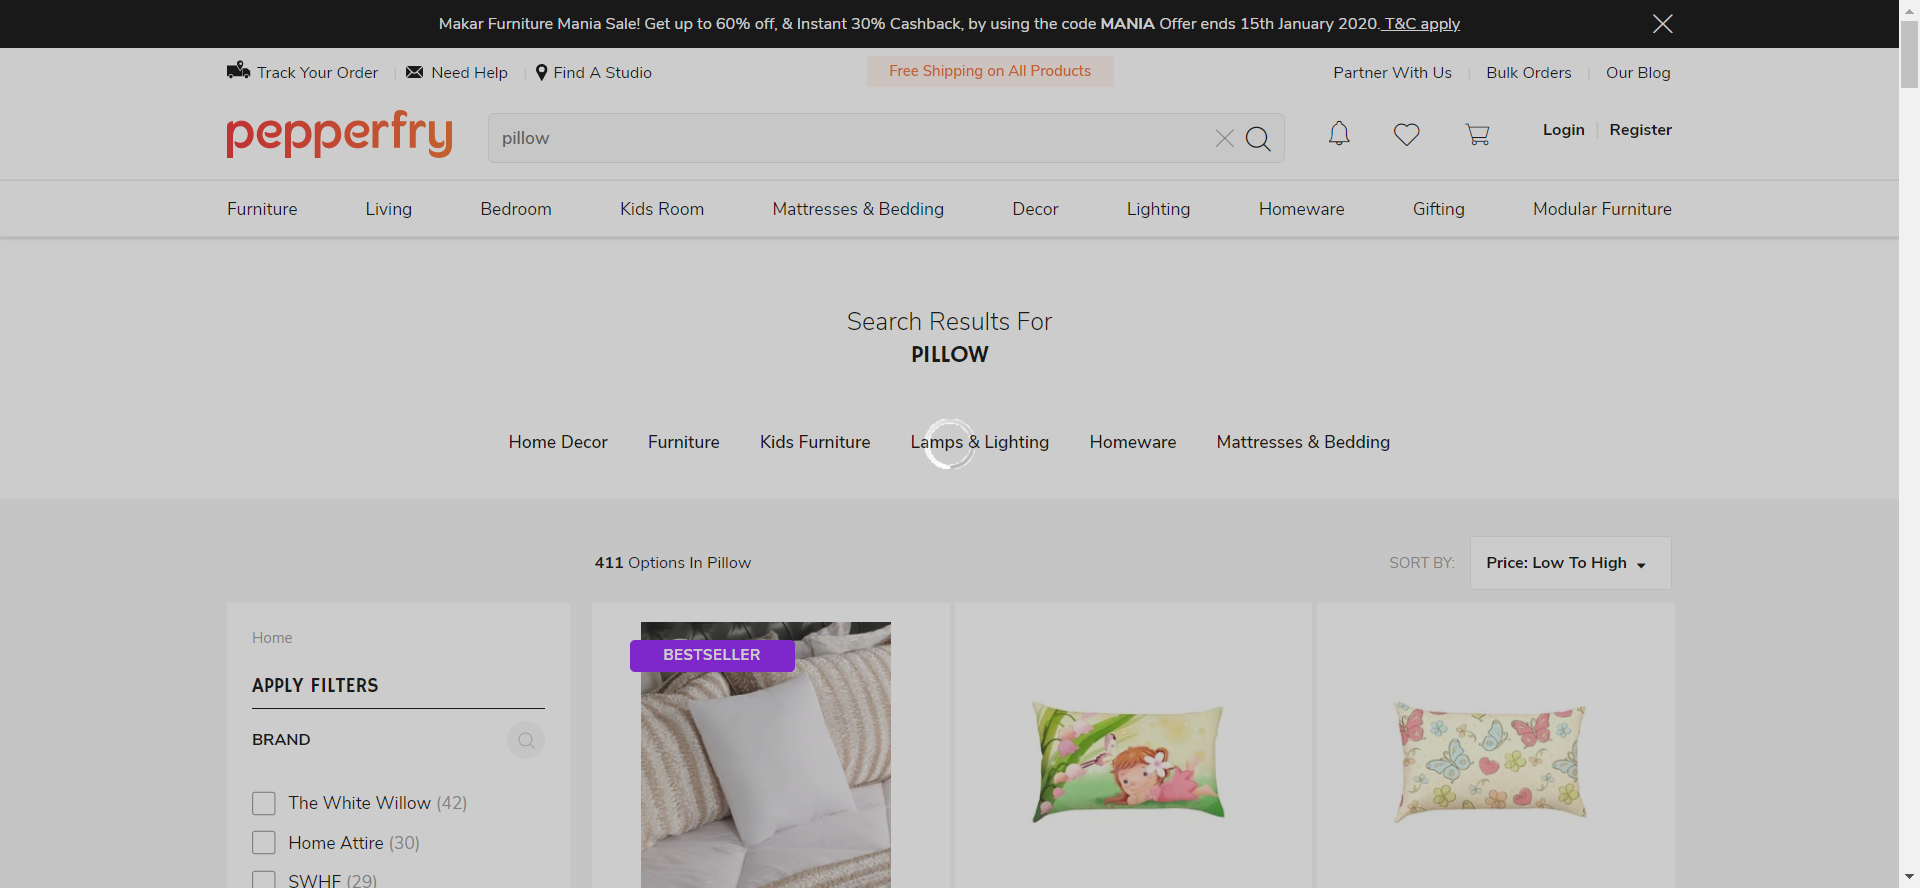 Makar Furniture Mania Sale! Get up to 60% off, & Instant 30% Cashback, by using the code MANIA Offer ends 15th January 2020. T&C apply
Track Your Order
Need Help
Find A Studio
Free Shipping on All Products
Partner With Us
Bulk Orders
Our Blog
pepperfry
pillow
Login
Register
Furniture
Living
Bedroom
Kids Room
Mattresses & Bedding
Decor
Lighting
Homeware
Gifting
Modular Furniture
Search Results For
PILLOW
Home Decor
Furniture
Kids Furniture
Lamps & Lighting
Homeware
Mattresses & Bedding
411 Options In Pillow
SORT BY:
Price: Low To High
Home
APPLY FILTERS
BRAND
The White Willow (42)
Home Attire (30)
SWHF (29)
BESTSELLER